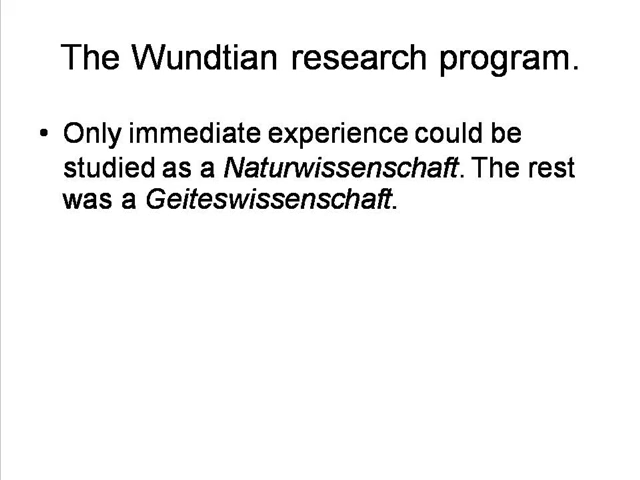 The Wundtian research program.
• Only immediate experience could be
studied as a Naturwissenschaft. The rest
was a Geiteswissenschaft.